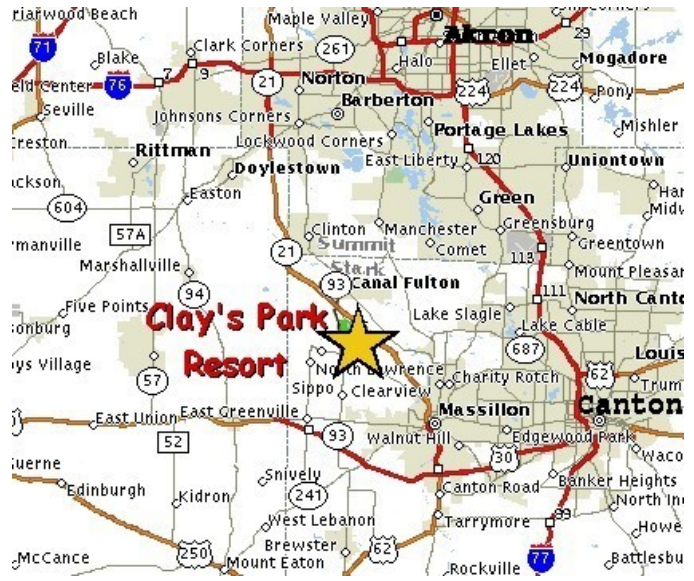 riarwood Beach
Maple Valley
29
71
Blake
Clark Corners
261
Akron
Halo
Ellet
Mogadore
7
9
76
ield Center
21
Norton
224
224
Pony
Seville
Johnsons Corners
Barberton
Mishler
Creston
Lockwood Corners
Portage Lakes
Rittman
East Liberty
120
Uniontown
Doylestown
ackson
Easton
Green
604
57A
Clinton
Manchester
Greensburg
Midw
rmanville
Summit
Comet
Greentown
Marshallville
21
Stark
113
Mount Pleasan
93
Canal Fulton
94
111
North Canto
Five Points
Clay's Park
Resort
Lake Slagle
Lake Cable
onburg
687
ys Village
North Lawrence
Louis
62
57
Sippo
Clearview
Charity Rotch
Trum
Canton
East Union
East Greenville
Massillon
52
93
Walnut Hill
Edgewood Park
30
Waco
uerne
Snively
Banker Heights
Edinburgh
Kidron
241
Canton Road
North In
West Lebanon
Tarrymore
99
Howe
250
Brewster
62
McCance
Mount Eaton
Rockville
77
Battlesbu